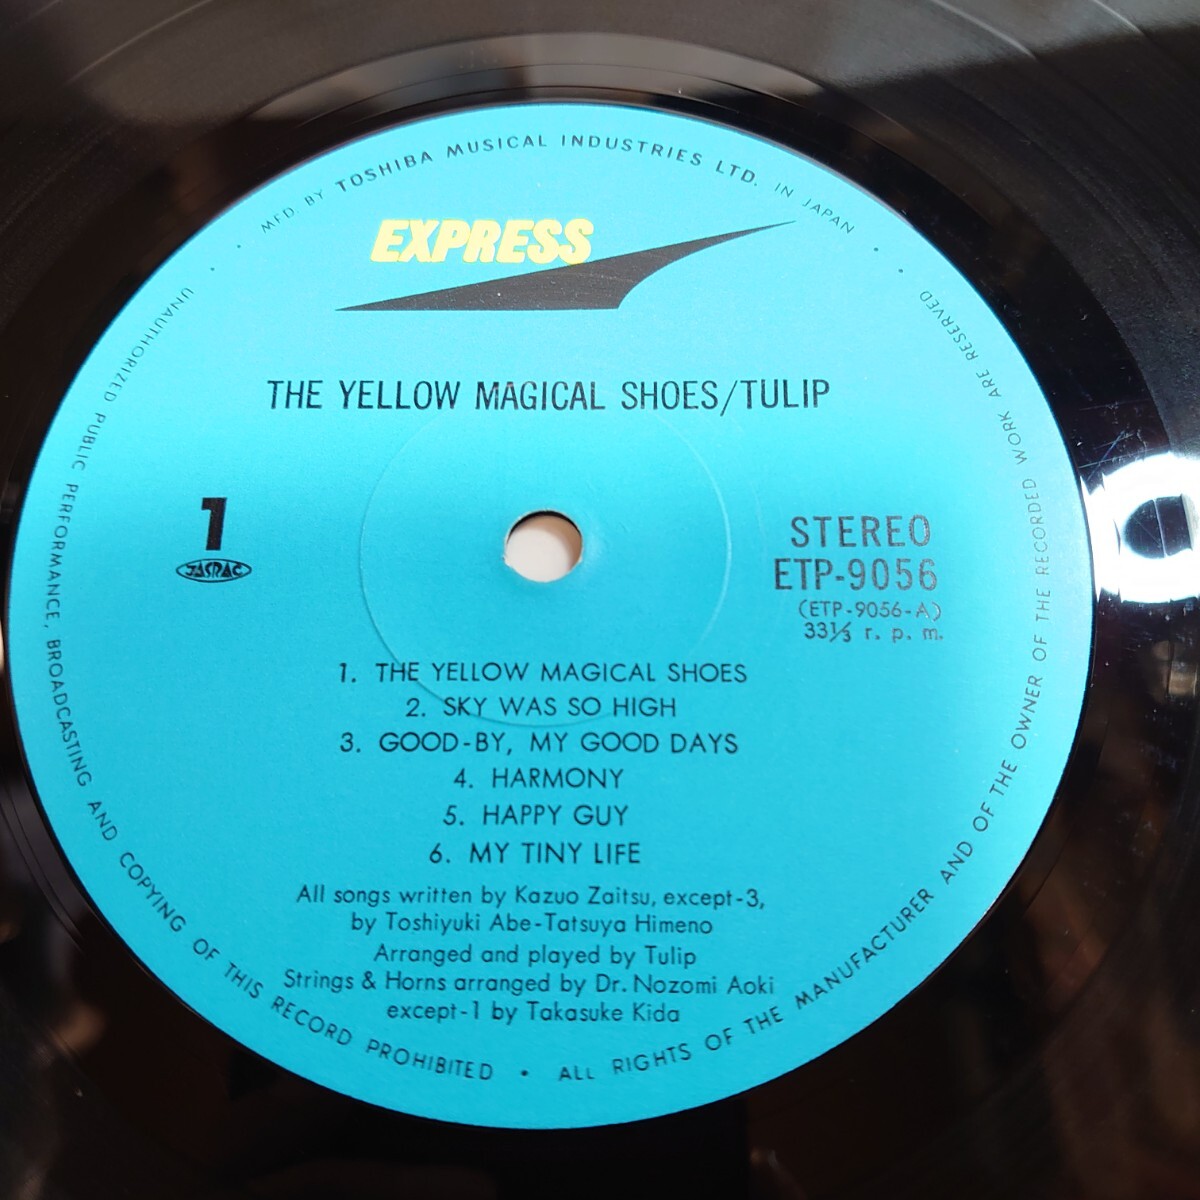 MFD. BY TOSHIBA MUSICAL INDUSTRIES LTD. IN JAPAN
EXPRESS
THE YELLOW MAGICAL SHOES/TULIP
1
JASRAC
STEREO
ETP-9056
(ETP-9056-A)
33⅓ r. p. m.
1. THE YELLOW MAGICAL SHOES
2. SKY WAS SO HIGH
3. GOOD-BY, MY GOOD DAYS
4. HARMONY
5. HAPPY GUY
6. MY TINY LIFE
All songs written by Kazuo Zaitsu, except-3,
by Toshiyuki Abe-Tatsuya Himeno
Arranged and played by Tulip
Strings & Horns arranged by Dr. Nozomi Aoki
except-1 by Takasuke Kida
UNAUTHORIZED PUBLIC PERFORMANCE, BROADCASTING AND COPYING OF THIS RECORD PROHIBITED • ALL RIGHTS OF THE MANUFACTURER AND OF THE OWNER OF THE RECORDED WORK ARE RESERVED